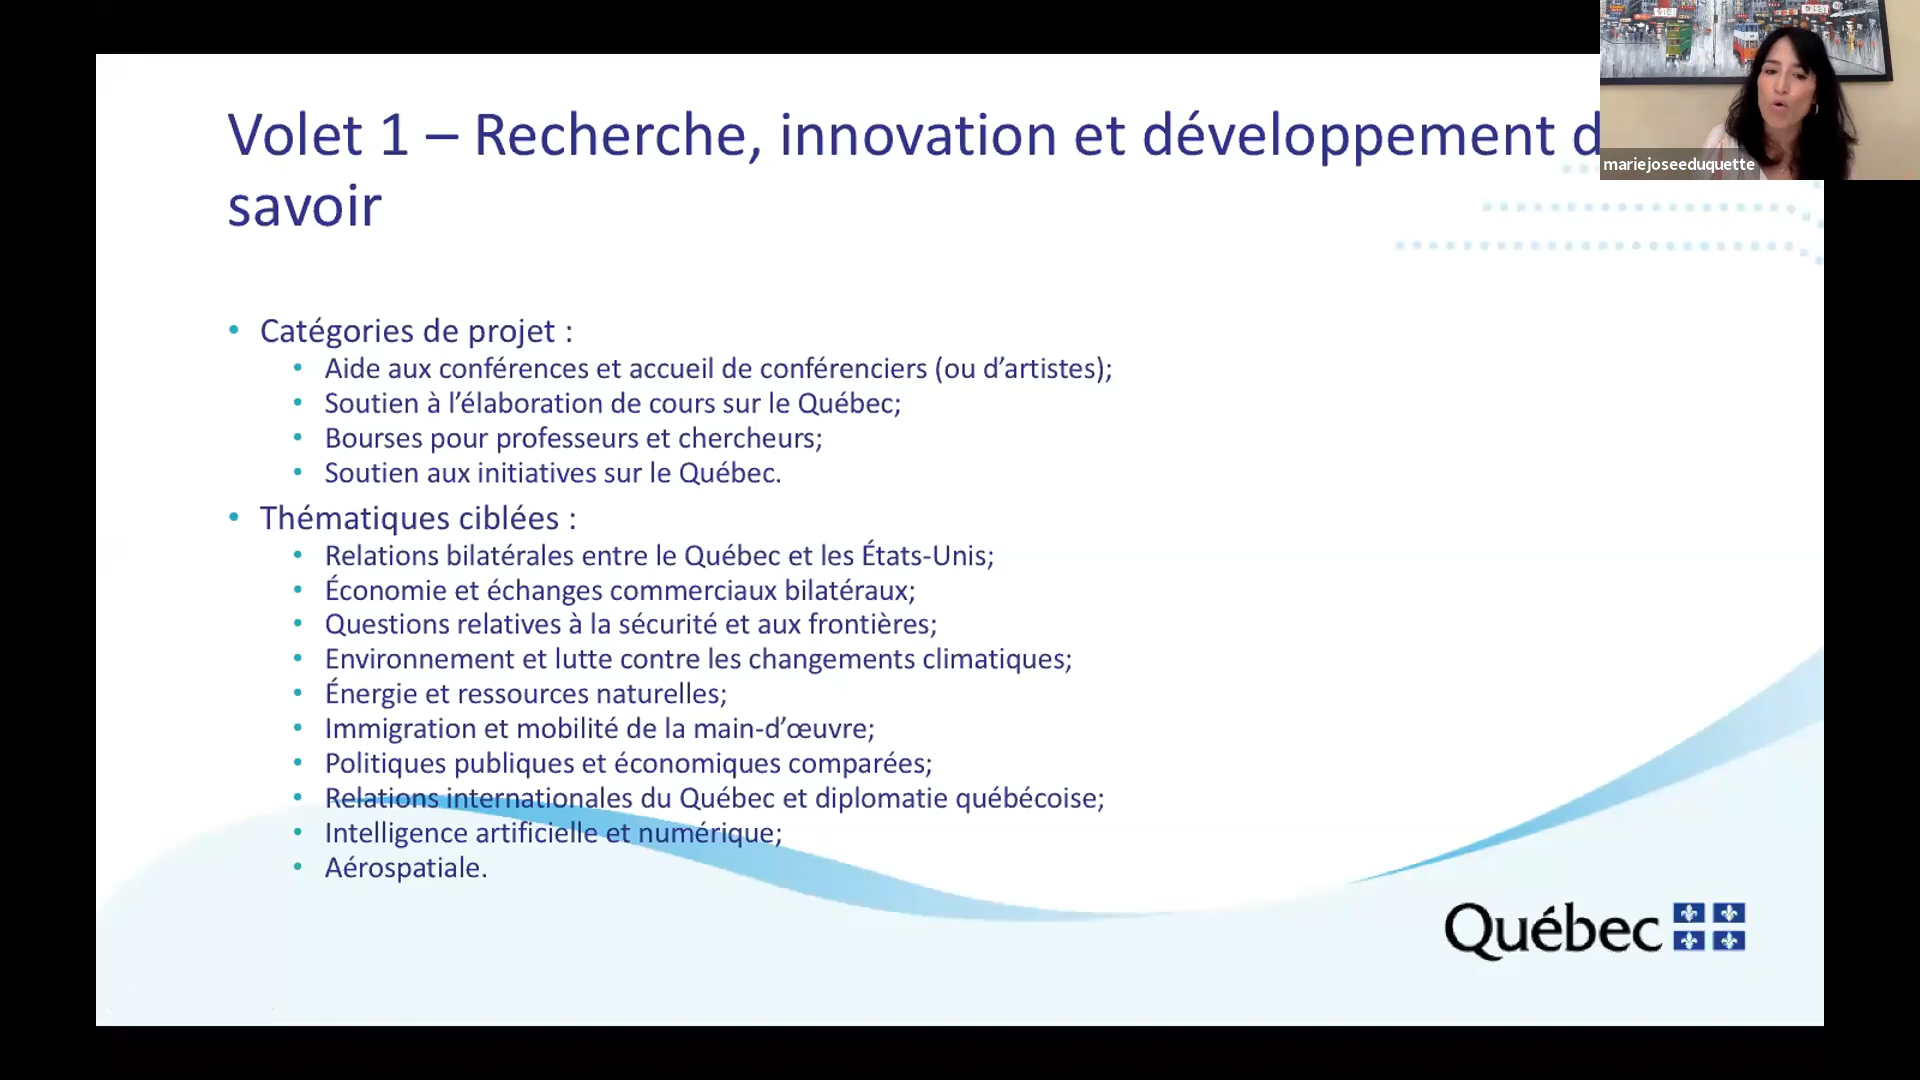 Volet 1 – Recherche, innovation et développement d
savoir
mariejoseeduquette
• Catégories de projet :
• Aide aux conférences et accueil de conférenciers (ou d’artistes);
• Soutien à l’élaboration de cours sur le Québec;
• Bourses pour professeurs et chercheurs;
• Soutien aux initiatives sur le Québec.
• Thématiques ciblées :
• Relations bilatérales entre le Québec et les États-Unis;
• Économie et échanges commerciaux bilatéraux;
• Questions relatives à la sécurité et aux frontières;
• Environnement et lutte contre les changements climatiques;
• Énergie et ressources naturelles;
• Immigration et mobilité de la main-d’œuvre;
• Politiques publiques et économiques comparées;
• Relations internationales du Québec et diplomatie québécoise;
• Intelligence artificielle et numérique;
• Aérospatiale.
Québec